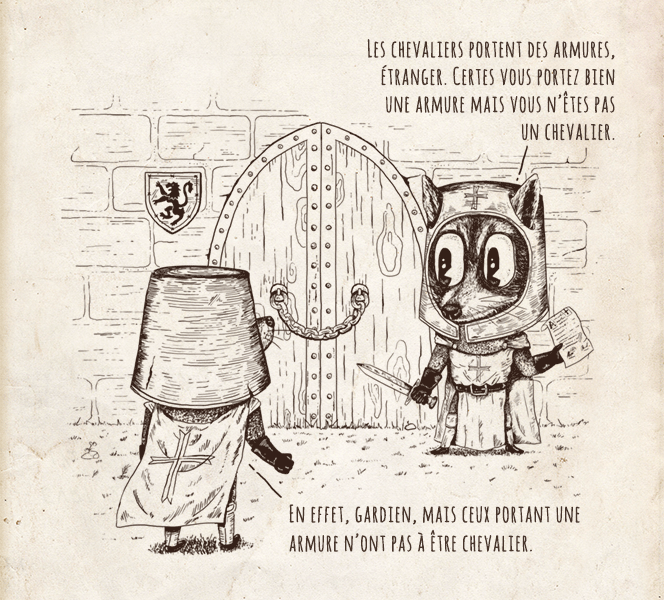 Les chevaliers portent des armures,
étranger. Certes vous portez bien
une armure mais vous n'êtes pas
un chevalier.
En effet, gardien, mais ceux portant une
armure n'ont pas à être chevalier.